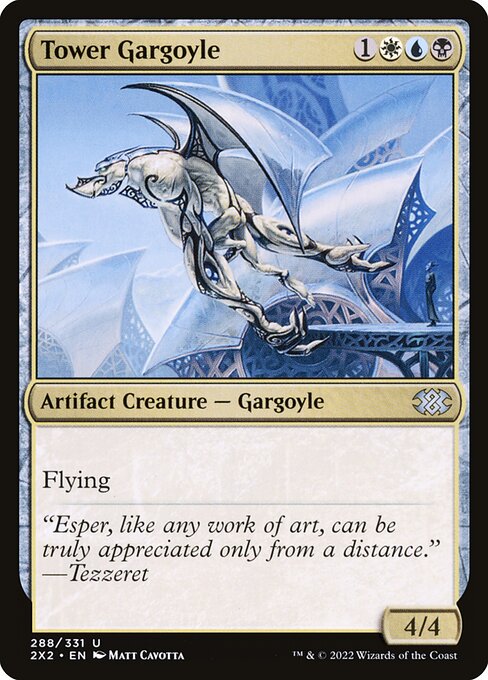 Tower Gargoyle 1
Artifact Creature — Gargoyle
Flying
“Esper, like any work of art, can be
truly appreciated only from a distance.”
—Tezzeret
4/4
288/331 U
2X2 • EN Matt Cavotta
™ & © 2022 Wizards of the Coast